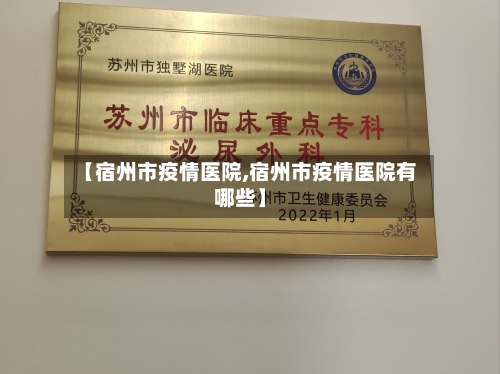 苏州市独墅湖医院
苏州市临床重点专科
泌尿外科
【宿州市疫情医院,宿州市疫情医院有
哪些】
州市卫生健康委员会
2022年1月